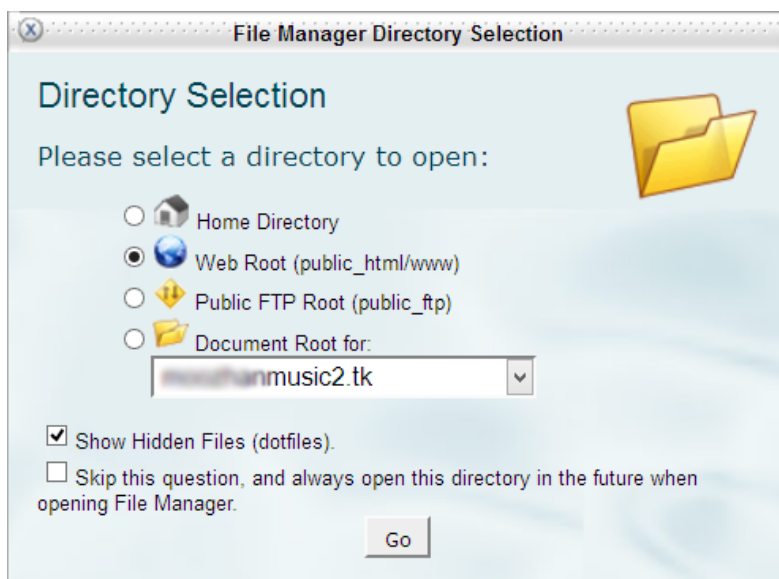 File Manager Directory Selection
Directory Selection
Please select a directory to open:
Home Directory
Web Root (public_html/www)
Public FTP Root (public_ftp)
Document Root for:
music2.tk
Show Hidden Files (dotfiles).
Skip this question, and always open this directory in the future when
opening File Manager.
Go